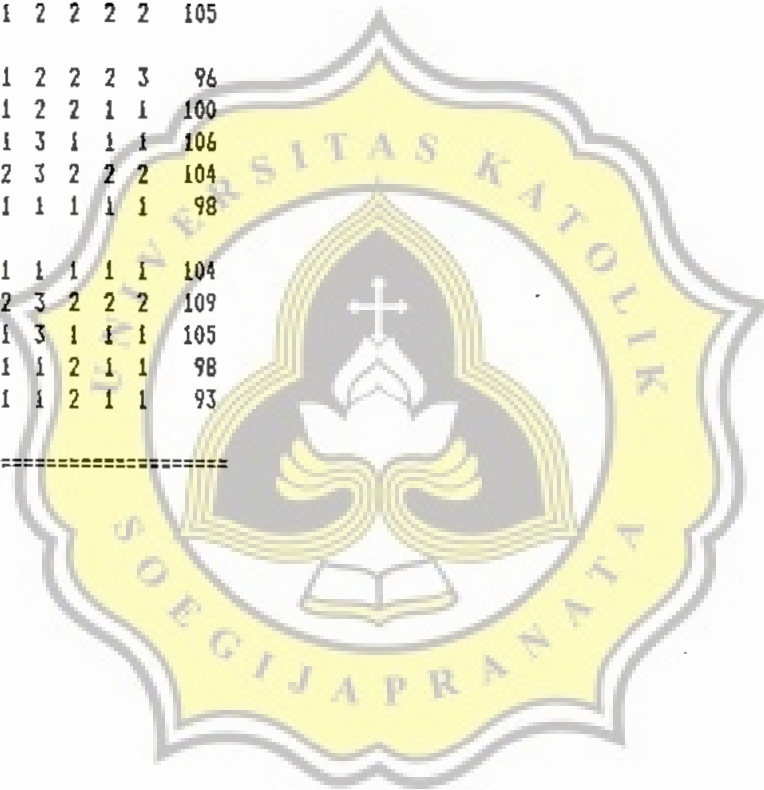 1 2 2 2 2 105
1 2 2 2 3 96
1 2 2 1 1 100
1 3 1 1 1 106
2 3 2 2 2 104
1 1 1 1 1 98
1 1 1 1 1 104
2 3 2 2 2 109
1 3 1 1 1 105
1 1 2 1 1 98
1 1 2 1 1 93
====================
UNIVERSITAS KATOLIK
SOEGIJAPRANATA